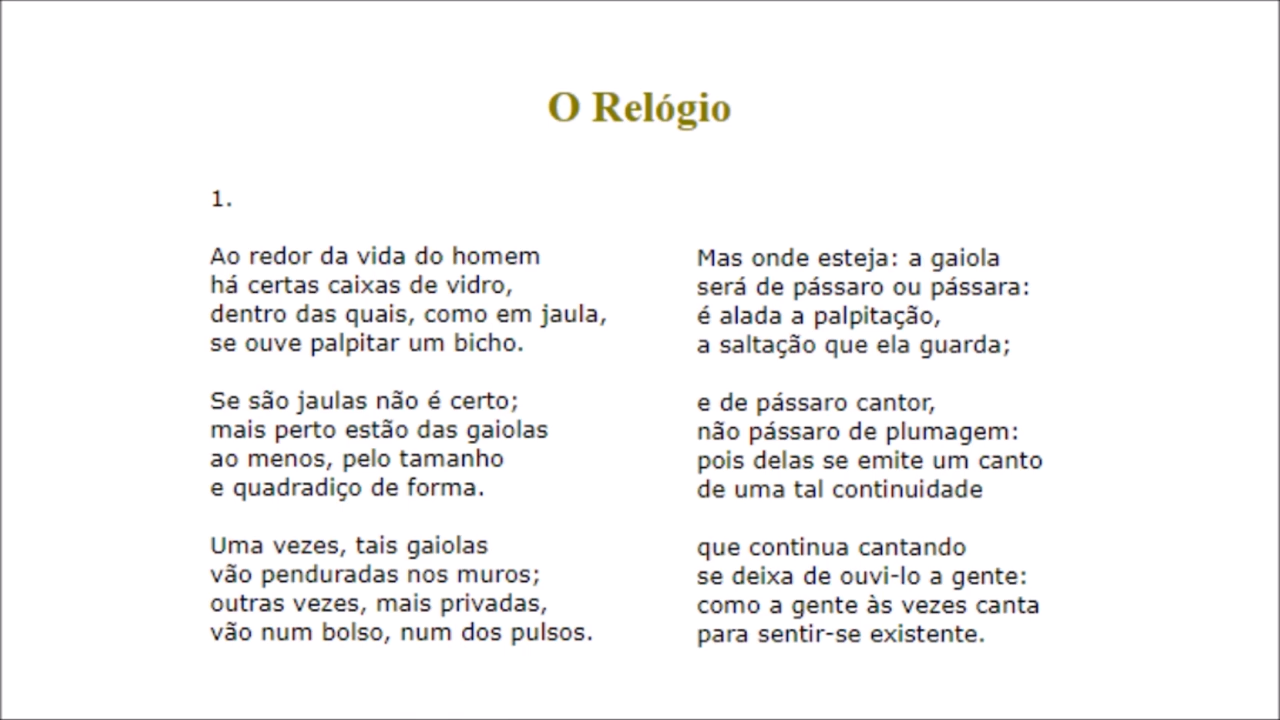 O Relógio
1.
Ao redor da vida do homem
há certas caixas de vidro,
dentro das quais, como em jaula,
se ouve palpitar um bicho.
Se são jaulas não é certo;
mais perto estão das gaiolas
ao menos, pelo tamanho
e quadradiço de forma.
Uma vezes, tais gaiolas
vão penduradas nos muros;
outras vezes, mais privadas,
vão num bolso, num dos pulsos.
Mas onde esteja: a gaiola
será de pássaro ou pássara:
é alada a palpitação,
a saltação que ela guarda;
e de pássaro cantor,
não pássaro de plumagem:
pois delas se emite um canto
de uma tal continuidade
que continua cantando
se deixa de ouvi-lo a gente:
como a gente às vezes canta
para sentir-se existente.